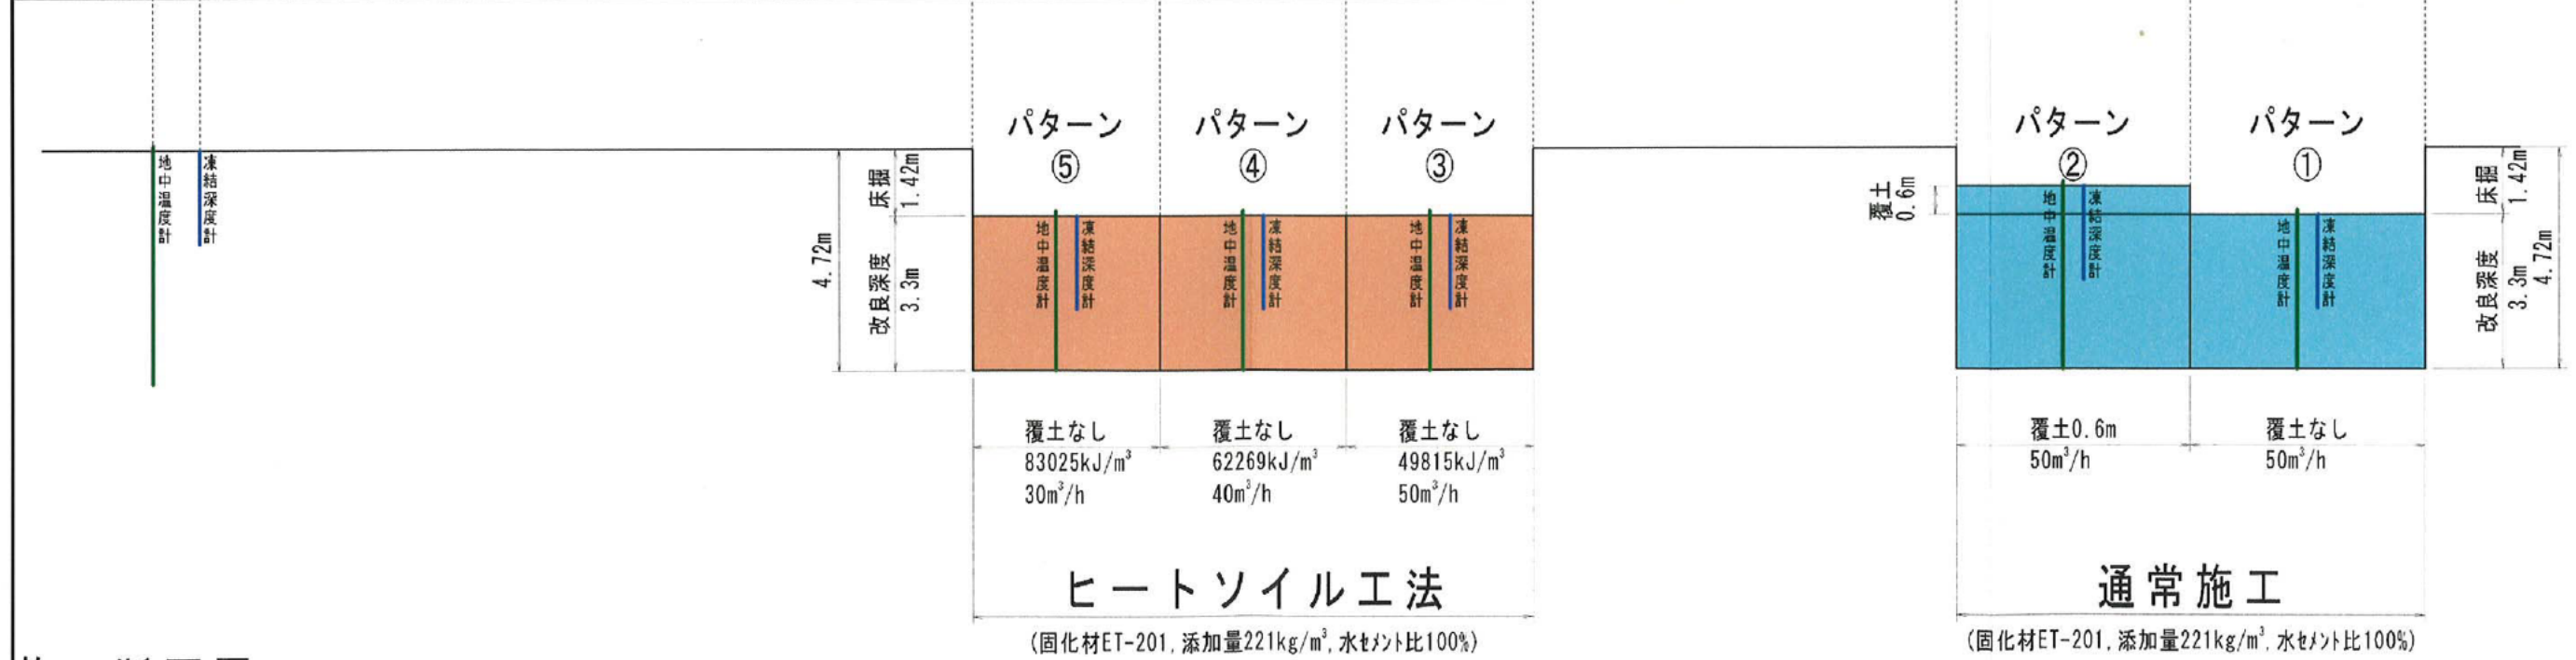 パターン
⑤
パターン
④
パターン
③
パターン
②
パターン
①
地中温度計
凍結深度計
4.72m
床掘
1.42m
改良深度
3.3m
地中温度計
凍結深度計
地中温度計
凍結深度計
地中温度計
凍結深度計
覆土
0.6m
地中温度計
凍結深度計
地中温度計
凍結深度計
床掘
1.42m
改良深度
3.3m
4.72m
覆土なし
83025kJ/m³
30m³/h
覆土なし
62269kJ/m³
40m³/h
覆土なし
49815kJ/m³
50m³/h
覆土0.6m
50m³/h
覆土なし
50m³/h
ヒートソイル工法
(固化材ET-201, 添加量221kg/m³, 水ｾﾒﾝﾄ比100%)
通常施工
(固化材ET-201, 添加量221kg/m³, 水ｾﾒﾝﾄ比100%)